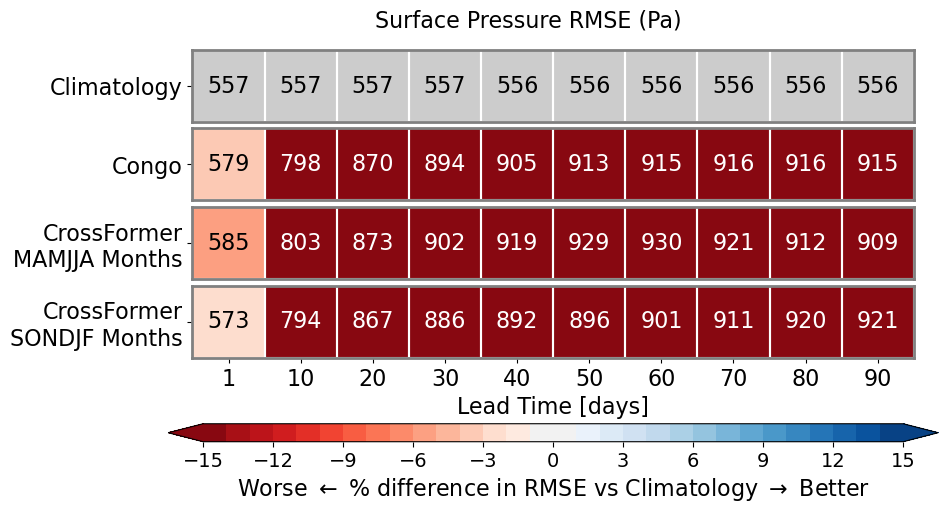 Surface Pressure RMSE (Pa)
Climatology 557 557 557 557 556 556 556 556 556 556
Congo 579 798 870 894 905 913 915 916 916 915
CrossFormer
MAMJJA Months 585 803 873 902 919 929 930 921 912 909
CrossFormer
SONDJF Months 573 794 867 886 892 896 901 911 920 921
1 10 20 30 40 50 60 70 80 90
Lead Time [days]
−15 −12 −9 −6 −3 0 3 6 9 12 15
Worse ← % difference in RMSE vs Climatology → Better